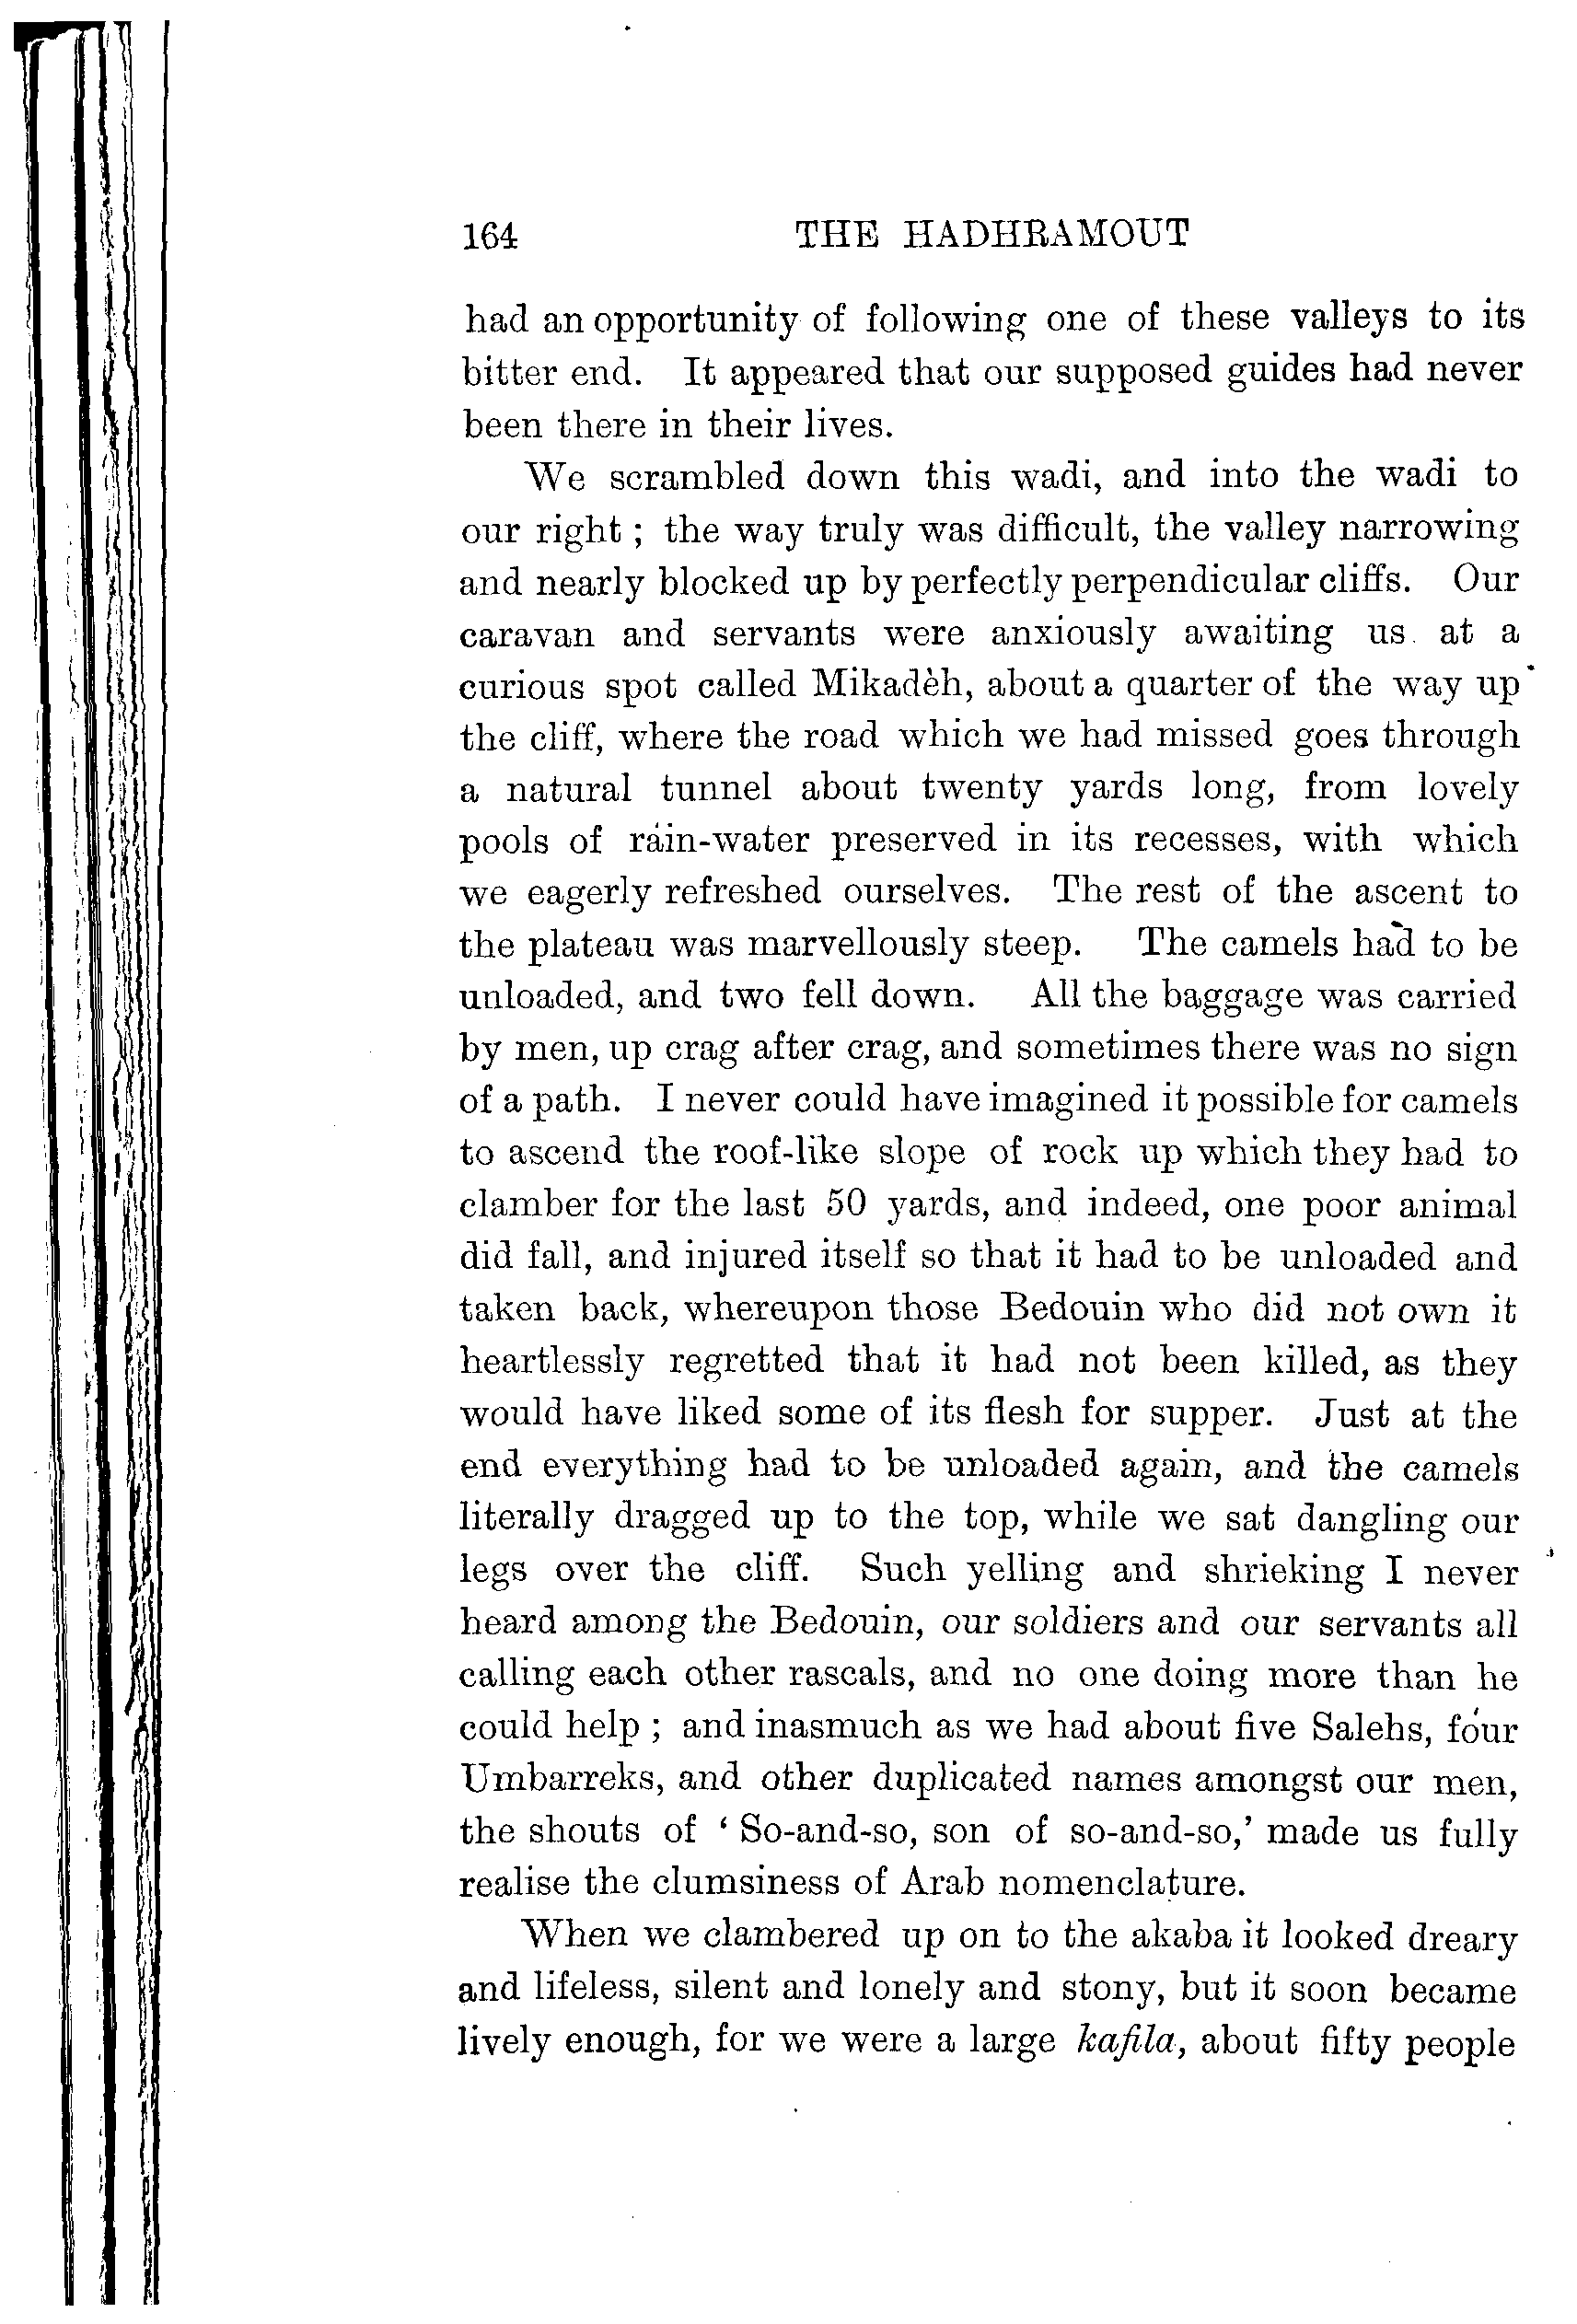 164 THE HADHRAMOUT
had an opportunity of following one of these valleys to its
bitter end. It appeared that our supposed guides had never
been there in their lives.
We scrambled down this wadi, and into the wadi to
our right ; the way truly was difficult, the valley narrowing
and nearly blocked up by perfectly perpendicular cliffs. Our
caravan and servants were anxiously awaiting us at a
curious spot called Mikadèh, about a quarter of the way up
the cliff, where the road which we had missed goes through
a natural tunnel about twenty yards long, from lovely
pools of rain-water preserved in its recesses, with which
we eagerly refreshed ourselves. The rest of the ascent to
the plateau was marvellously steep. The camels had to be
unloaded, and two fell down. All the baggage was carried
by men, up crag after crag, and sometimes there was no sign
of a path. I never could have imagined it possible for camels
to ascend the roof-like slope of rock up which they had to
clamber for the last 50 yards, and indeed, one poor animal
did fall, and injured itself so that it had to be unloaded and
taken back, whereupon those Bedouin who did not own it
heartlessly regretted that it had not been killed, as they
would have liked some of its flesh for supper. Just at the
end everything had to be unloaded again, and the camels
literally dragged up to the top, while we sat dangling our
legs over the cliff. Such yelling and shrieking I never
heard among the Bedouin, our soldiers and our servants all
calling each other rascals, and no one doing more than he
could help ; and inasmuch as we had about five Salehs, four
Umbarreks, and other duplicated names amongst our men,
the shouts of ‘ So-and-so, son of so-and-so,’ made us fully
realise the clumsiness of Arab nomenclature.
When we clambered up on to the akaba it looked dreary
and lifeless, silent and lonely and stony, but it soon became
lively enough, for we were a large kafila, about fifty people